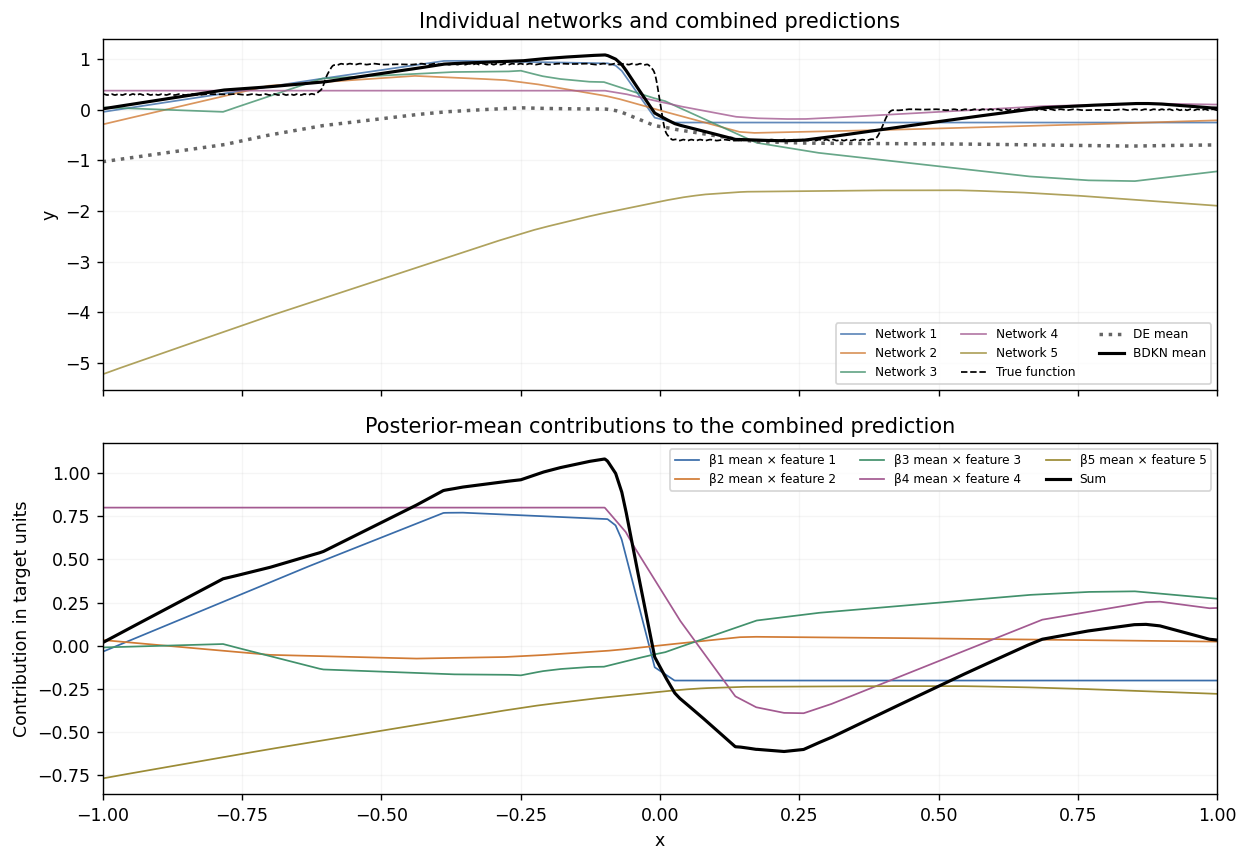 Individual networks and combined predictions
1
0
−1
−2
−3
−4
−5
y
Network 1
Network 2
Network 3
Network 4
Network 5
True function
DE mean
BDKN mean
Posterior-mean contributions to the combined prediction
1.00
0.75
0.50
0.25
0.00
−0.25
−0.50
−0.75
Contribution in target units
β1 mean × feature 1
β2 mean × feature 2
β3 mean × feature 3
β4 mean × feature 4
β5 mean × feature 5
Sum
−1.00 −0.75 −0.50 −0.25 0.00 0.25 0.50 0.75 1.00
x